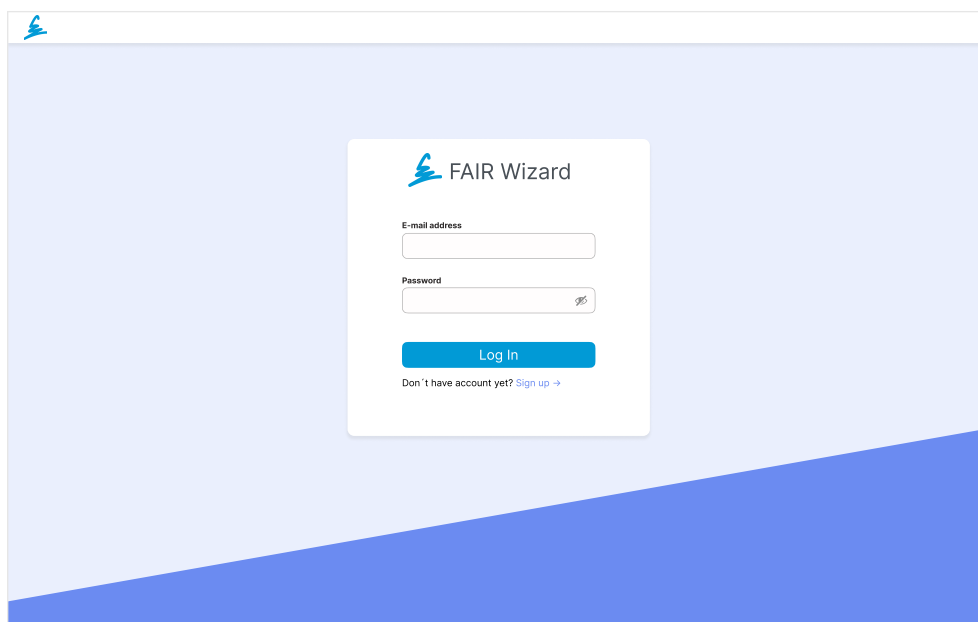 FAIR Wizard
E-mail address
Password
Log In
Don´t have account yet? Sign up →